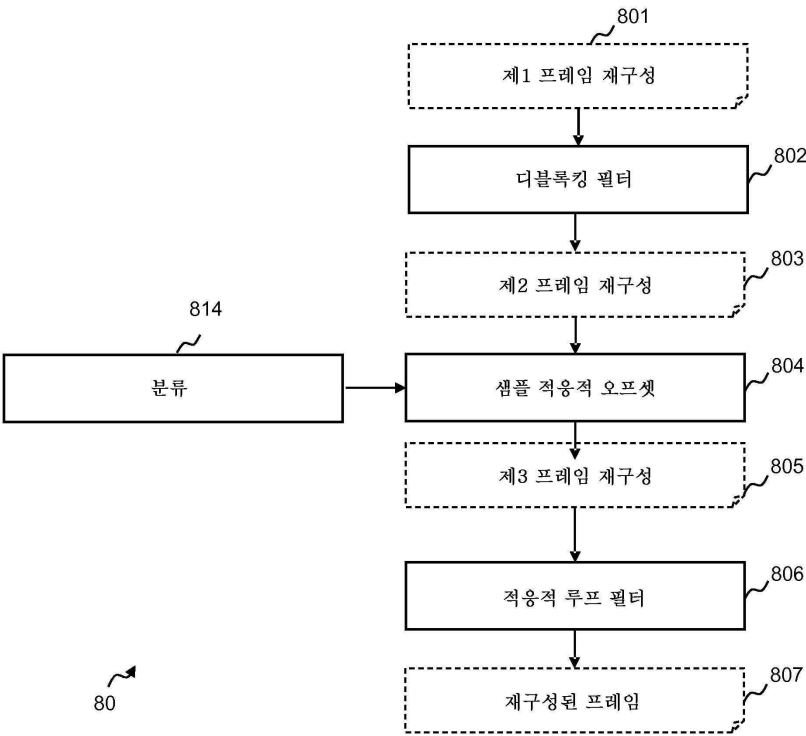 801
제1 프레임 재구성
802
디블록킹 필터
803
제2 프레임 재구성
814
분류
804
샘플 적응적 오프셋
805
제3 프레임 재구성
806
적응적 루프 필터
807
재구성된 프레임
80